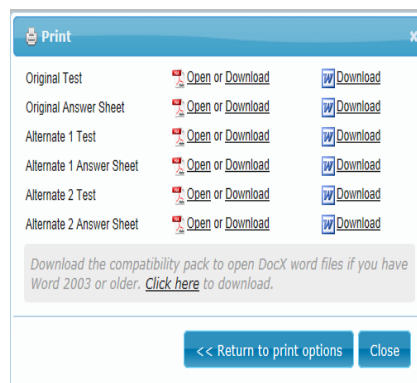 Print x
Original Test Open or Download Download
Original Answer Sheet Open or Download Download
Alternate 1 Test Open or Download Download
Alternate 1 Answer Sheet Open or Download Download
Alternate 2 Test Open or Download Download
Alternate 2 Answer Sheet Open or Download Download
Download the compatibility pack to open DocX word files if you have
Word 2003 or older. Click here to download.
<< Return to print options Close